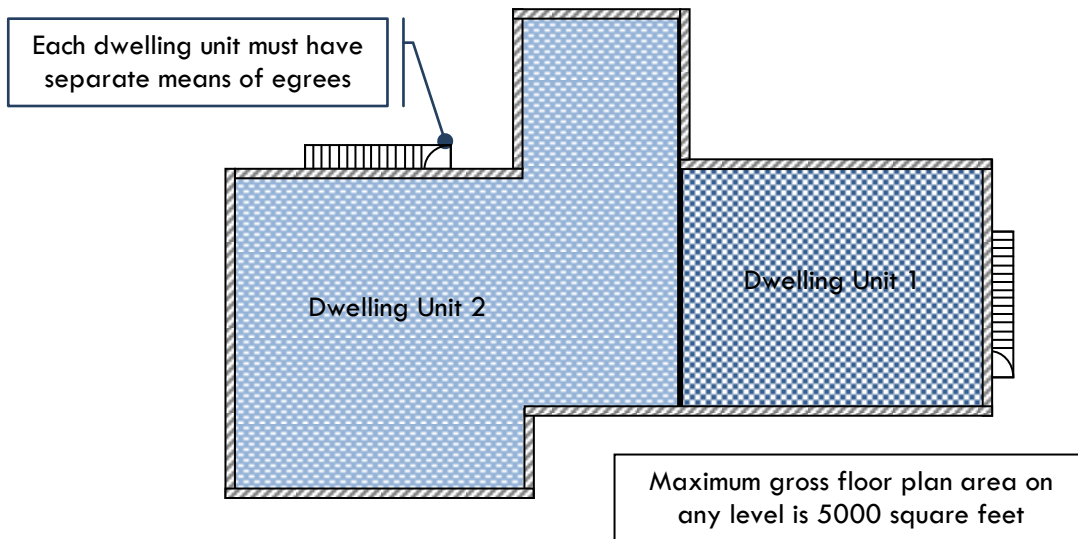 Each dwelling unit must have
separate means of egrees
Dwelling Unit 1
Dwelling Unit 2
Maximum gross floor plan area on
any level is 5000 square feet